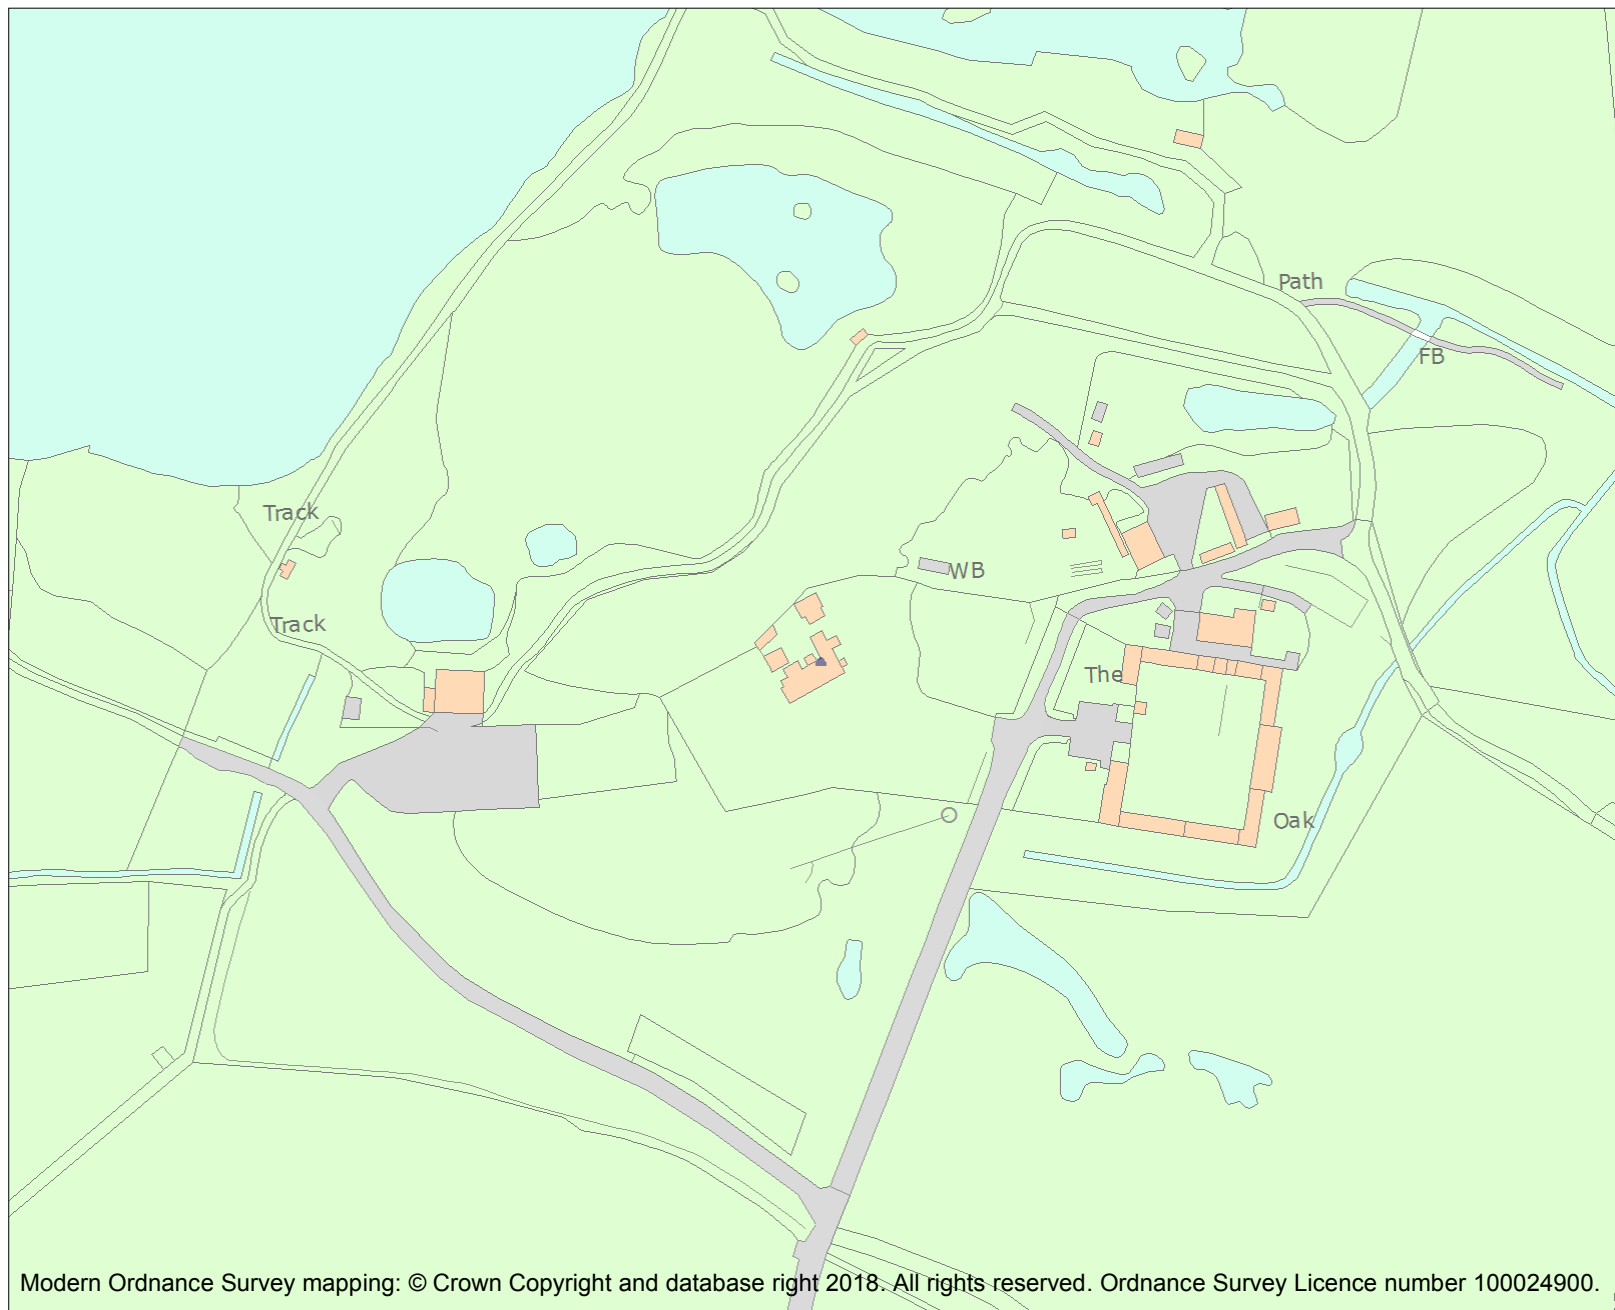 Path
FB
Track
WB
Track
The
Oak
Modern Ordnance Survey mapping: © Crown Copyright and database right 2018. All rights reserved. Ordnance Survey Licence number 100024900.